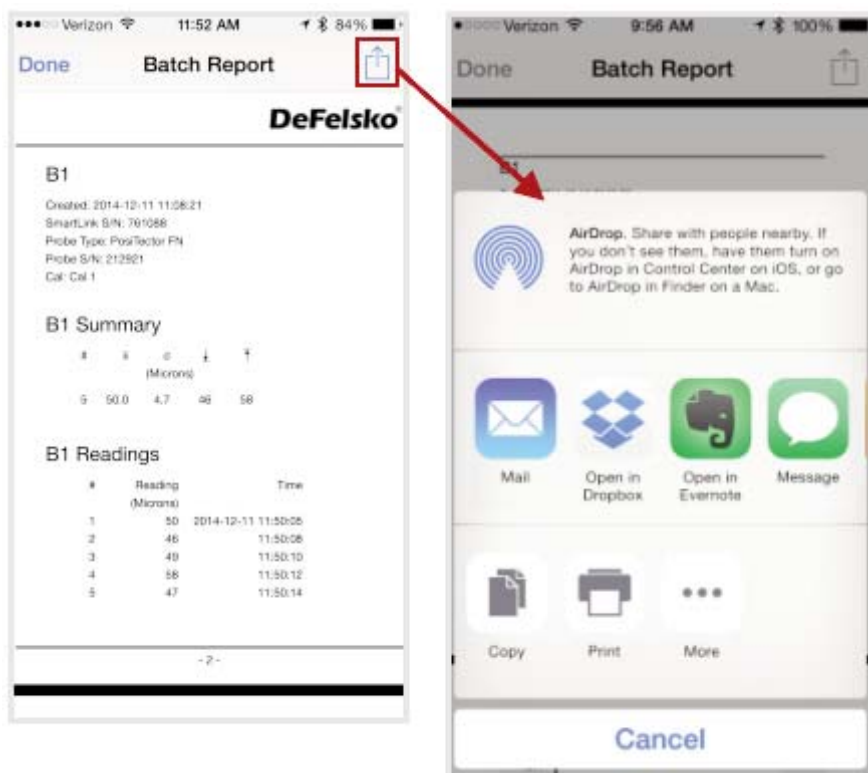 Verizon 11:52 AM 84%
Done Batch Report
DeFelsko
B1
Created: 2014-12-11 11:08:21
SmartLink S/N: 761088
Probe Type: PosiTector FN
Probe S/N: 212921
Cal: Cal 1
B1 Summary
#
(Microns)
5 50.0 4.7 46 58
B1 Readings
# Reading Time
(Microns)
1 50 2014-12-11 11:50:05
2 46 11:50:08
3 49 11:50:10
4 58 11:50:12
5 47 11:50:14
- 2 -
Verizon 9:56 AM 100%
Done Batch Report
B1
AirDrop. Share with people nearby. If
you don't see them, have them turn on
AirDrop in Control Center on iOS, or go
to AirDrop in Finder on a Mac.
Mail
Open in
Dropbox
Open in
Evernote
Message
Copy
Print
More
Cancel